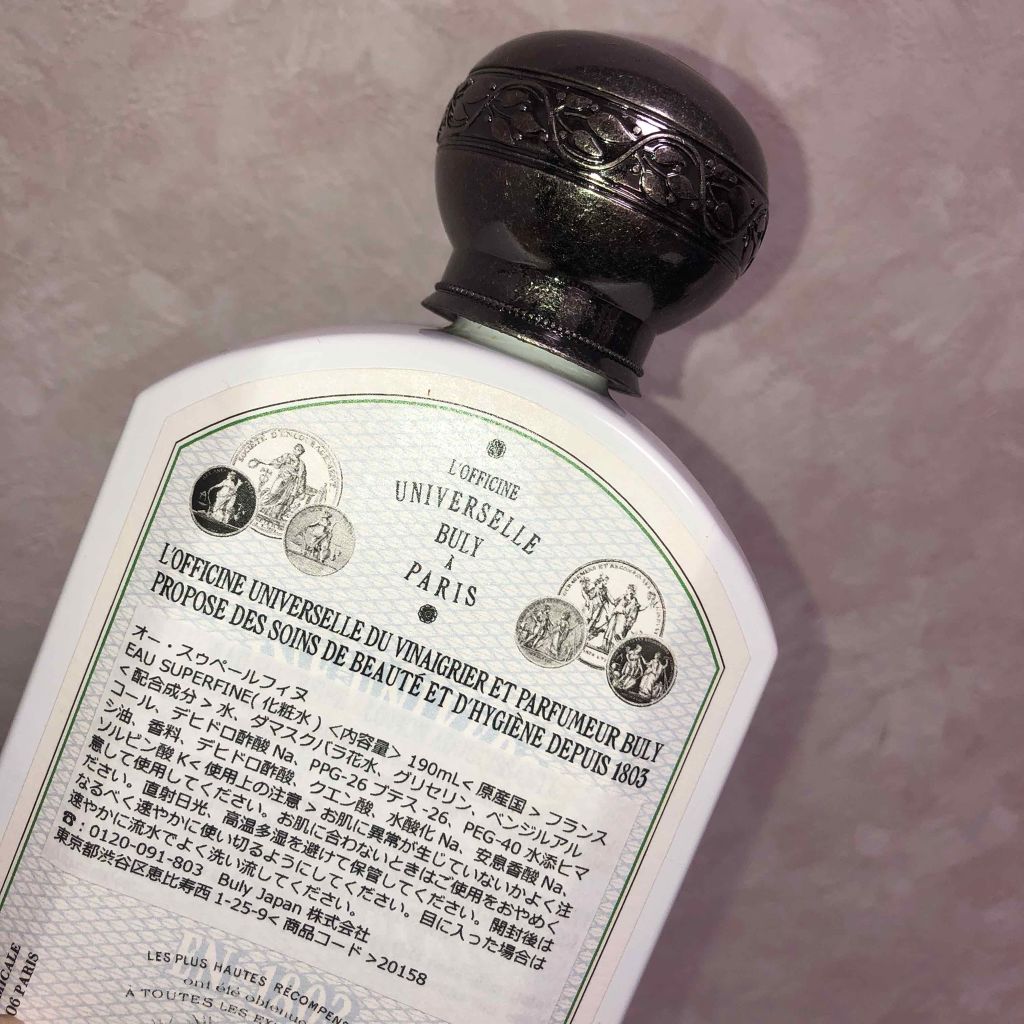 L'OFFICINE
UNIVERSELLE
BULY
À
PARIS
L'OFFICINE UNIVERSELLE DU VINAIGRIER ET PARFUMEUR BULY
PROPOSE DES SOINS DE BEAUTÉ ET D'HYGIÈNE DEPUIS 1803
オー・スゥペールフィヌ
EAU SUPERFINE(化粧水) <内容量> 190mL< 原産国 > フランス
< 配合成分 > 水、ダマスクバラ花水、グリセリン、ベンジルアル
コール、デヒドロ酢酸 Na、PPG-26 ブテス -26、PEG-40 水添ヒマ
シ油、香料、デヒドロ酢酸、クエン酸、水酸化 Na、安息香酸 Na、
ソルビン酸 K< 使用上の注意 > お肌に異常が生じていないかよく注
意して使用してください。お肌に合わないときはご使用をおやめく
ださい。直射日光、高温多湿を避けて保管してください。開封後は
なるべく速やかに使い切るようにしてください。目に入った場合は
速やかに流水でよく洗い流してください。
☎ : 0120-091-803 Buly Japan 株式会社
東京都渋谷区恵比寿西 1-25-9< 商品コード >20158
LES PLUS HAUTES RÉCOMPENS
ont été obtenu
À TOUTES LES EX
MICALE
06 PARIS